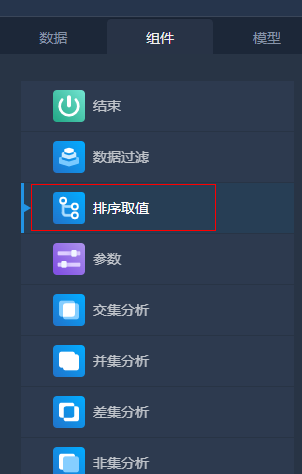 数据 组件 模型
结束
数据过滤
排序取值
参数
交集分析
并集分析
差集分析
非集分析